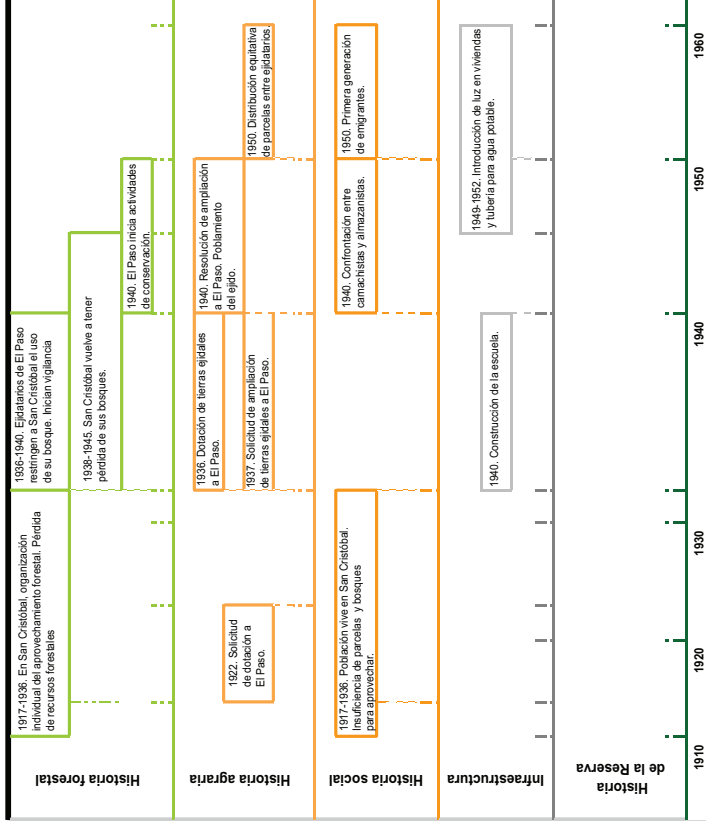 Historia forestal
1917-1936. En San Cristóbal, organización
individual del aprovechamiento forestal. Pérdida
de recursos forestales
1936-1940. Ejidatarios de El Paso
restringen a San Cristóbal el uso
de su bosque. Inician vigilancia
1938-1945. San Cristóbal vuelve a tener
pérdida de sus bosques.
1940. El Paso inicia actividades
de conservación.
Historia agraria
1922. Solicitud
de dotación a
El Paso.
1936. Dotación de tierras ejidales
a El Paso.
1937. Solicitud de ampliación
de tierras ejidales a El Paso.
1940. Resolución de ampliación
a El Paso. Poblamiento
del ejido.
1950. Distribución equitativa
de parcelas entre ejidatarios.
Historia social
1917-1936. Población vive en San Cristóbal.
Insuficiencia de parcelas y bosques
para aprovechar.
1940. Confrontación entre
camachistas y almazanistas.
1950. Primera generación
de emigrantes.
Infraestructura
1940. Construcción de la escuela.
1949-1952. Introducción de luz en viviendas
y tubería para agua potable.
Historia
de la Reserva
1910
1920
1930
1940
1950
1960